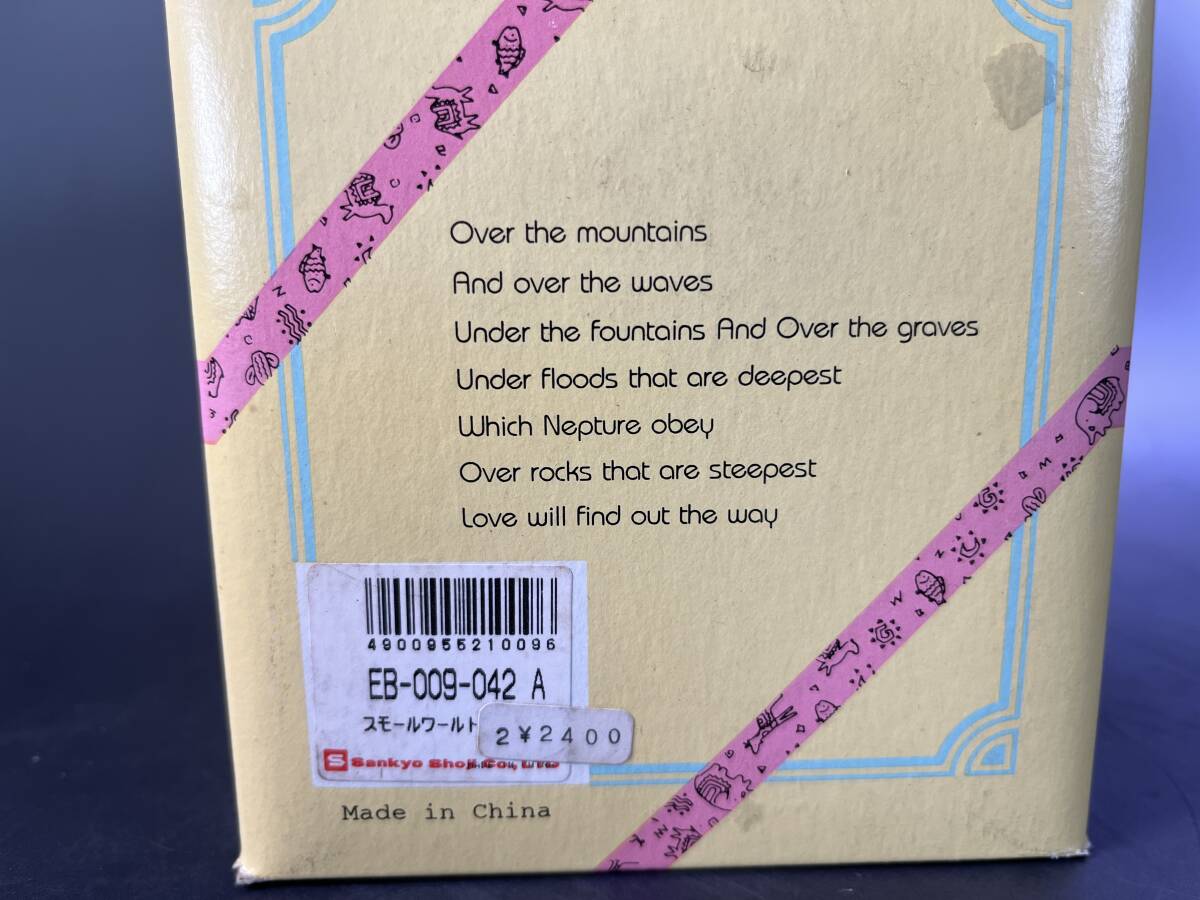 Over the mountains
And over the waves
Under the fountains And Over the graves
Under floods that are deepest
Which Nepture obey
Over rocks that are steepest
Love will find out the way
4900955210096
EB-009-042 A
スモールワールド
2 ¥2400
S Sankyo Shoji Co., LTD
Made in China